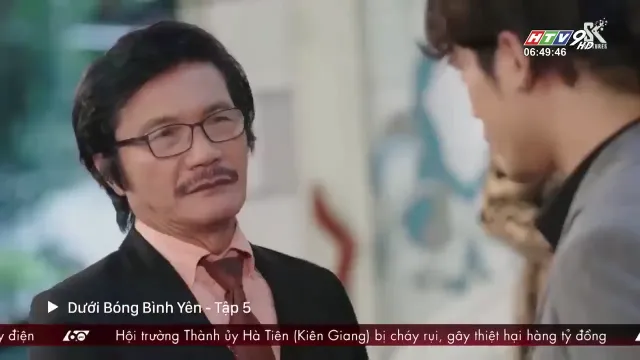 HTV9 HD
06:49:46
Dưới Bóng Bình Yên - Tập 5
y điện
Hội trường Thành ủy Hà Tiên (Kiên Giang) bị cháy rụi, gây thiệt hại hàng tỷ đồng